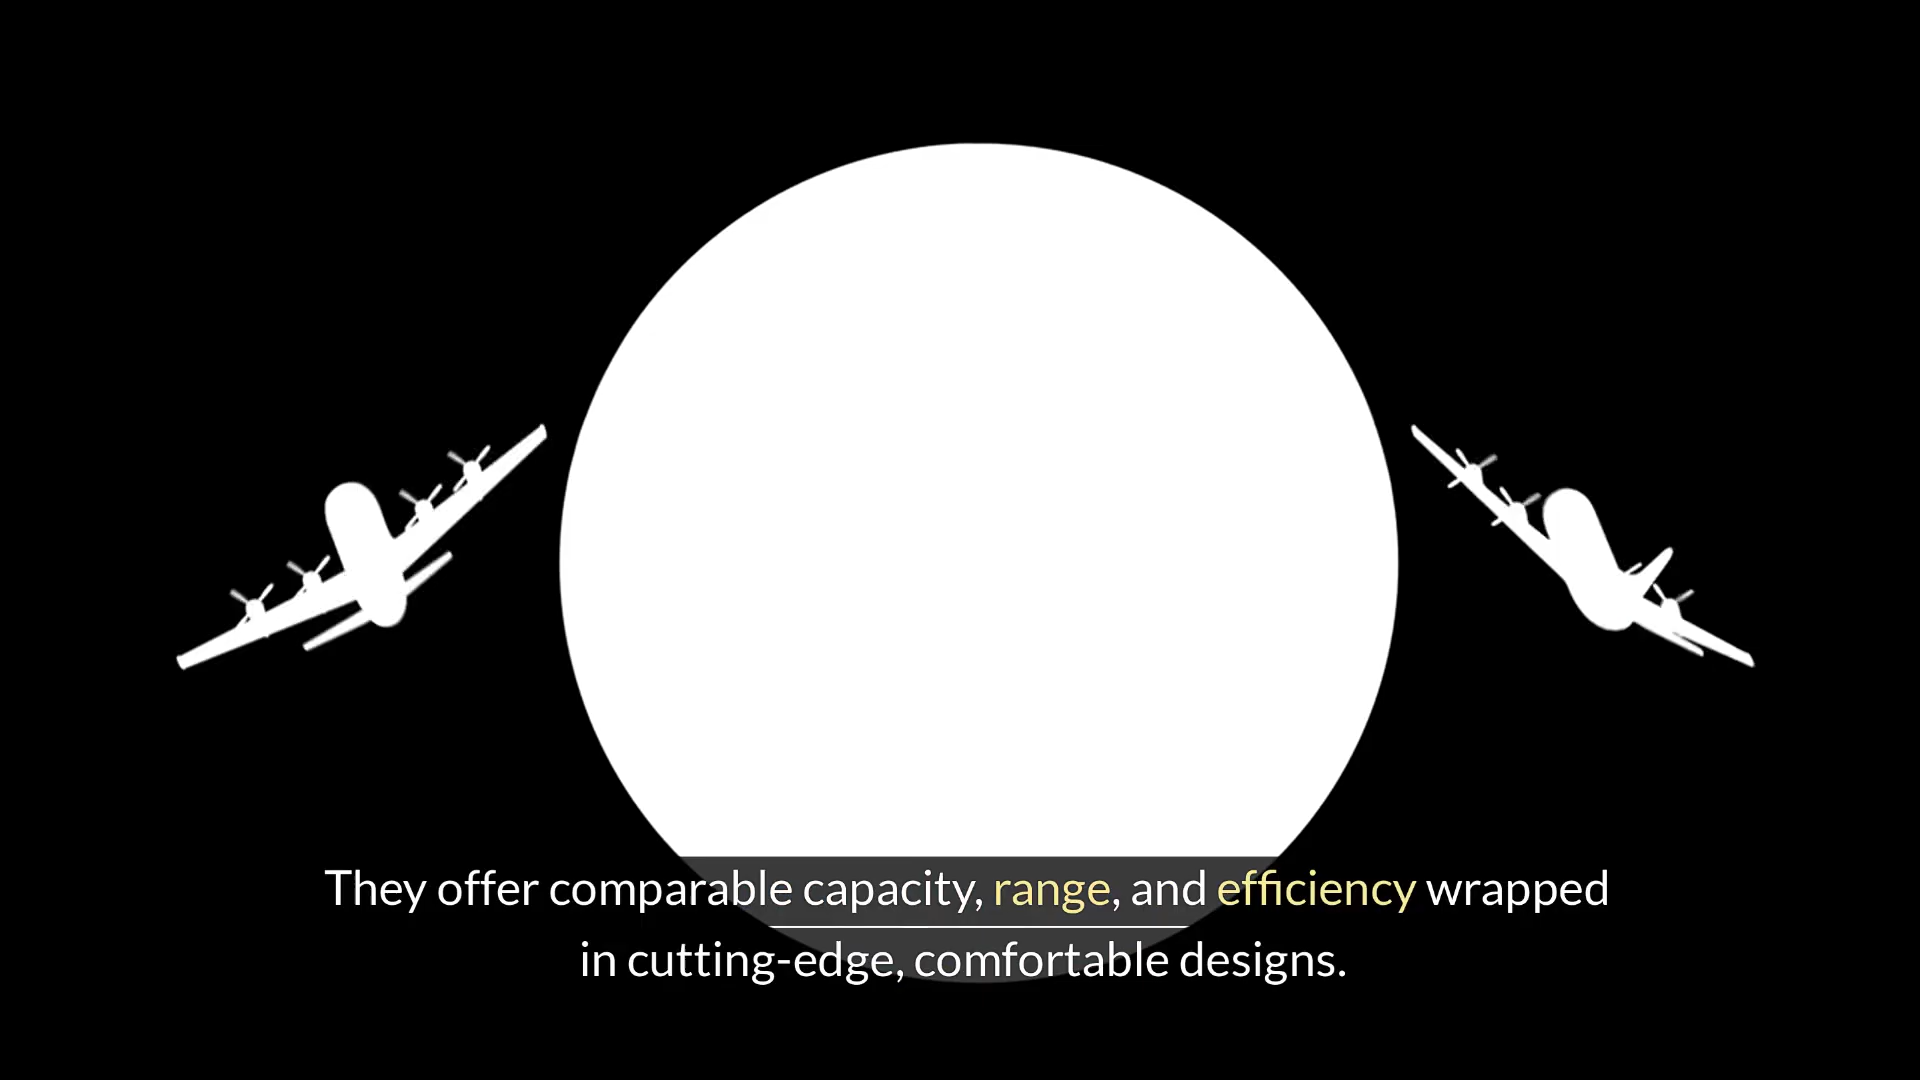 They offer comparable capacity, range, and efficiency wrapped
in cutting-edge, comfortable designs.